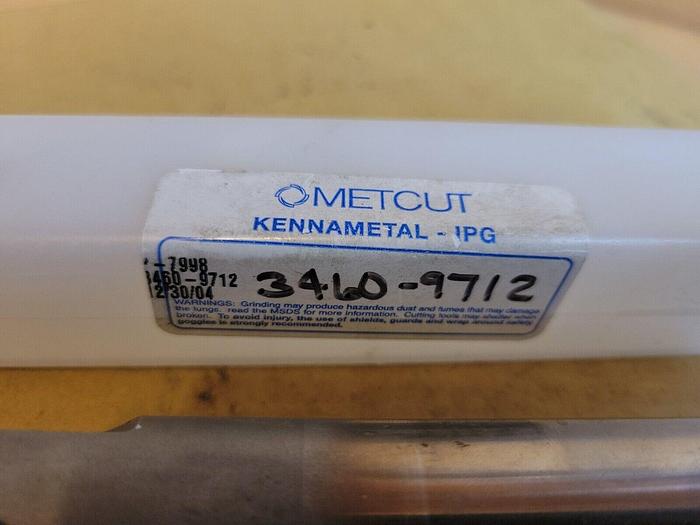 METCUT
KENNAMETAL - IPG
-7998
3460-9712
12/30/04
3460-9712
WARNINGS: Grinding may produce hazardous dust and fumes that may damage
the lungs. read the MSDS for more information. Cutting tools may shatter when
broken. To avoid injury, the use of shields, guards and wrap around safety
goggles is strongly recommended.